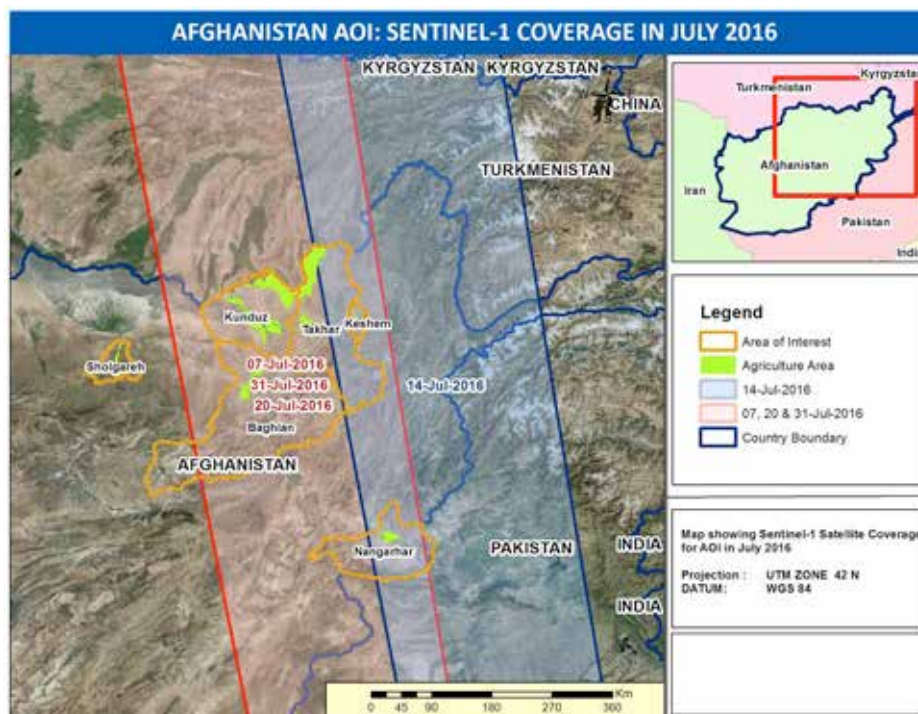 AFGHANISTAN AOI: SENTINEL-1 COVERAGE IN JULY 2016
KYRGYZSTAN KYRGYZSTAN
CHINA
TURKMENISTAN
Kunduz
Takhar
Keshem
Sholgareh
07-Jul-2016
31-Jul-2016
20-Jul-2016
14-Jul-2016
Baghlan
AFGHANISTAN
Nangarhar
PAKISTAN
INDIA
INDIA
Km
0 45 90 180 270 360
Kyrgyzstan
Turkmenistan
Afghanistan
Iran
Pakistan
India
Legend
Area of Interest
Agriculture Area
14-Jul-2016
07, 20 & 31-Jul-2016
Country Boundary
Map showing Sentinel-1 Satellite Coverage
for AOI in July 2016
Projection : UTM ZONE 42 N
DATUM: WGS 84